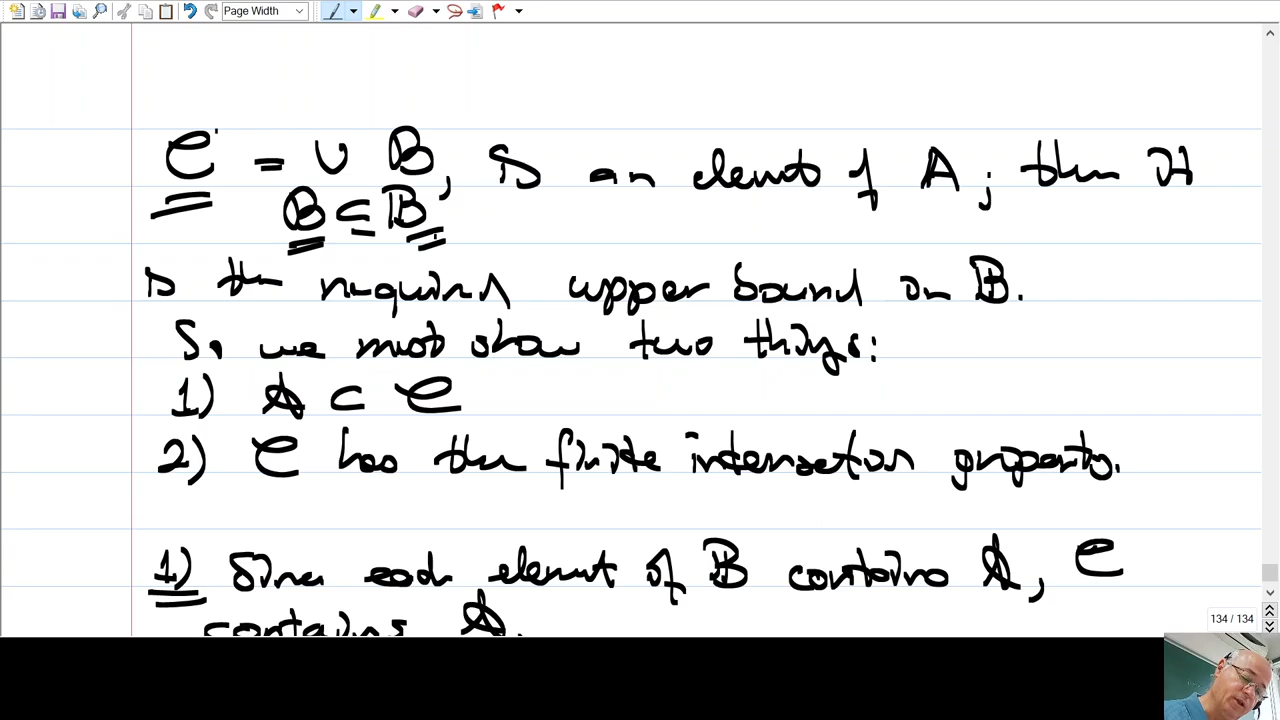 Page Width
C = ∪ B, is an element of A; then it
B ⊆ B
is the required upper bound on B.
So we must show two things:
1) A ⊂ C
2) C has the finite intersection property.
1) Since each element of B contains A, C
contains A.
134 / 134